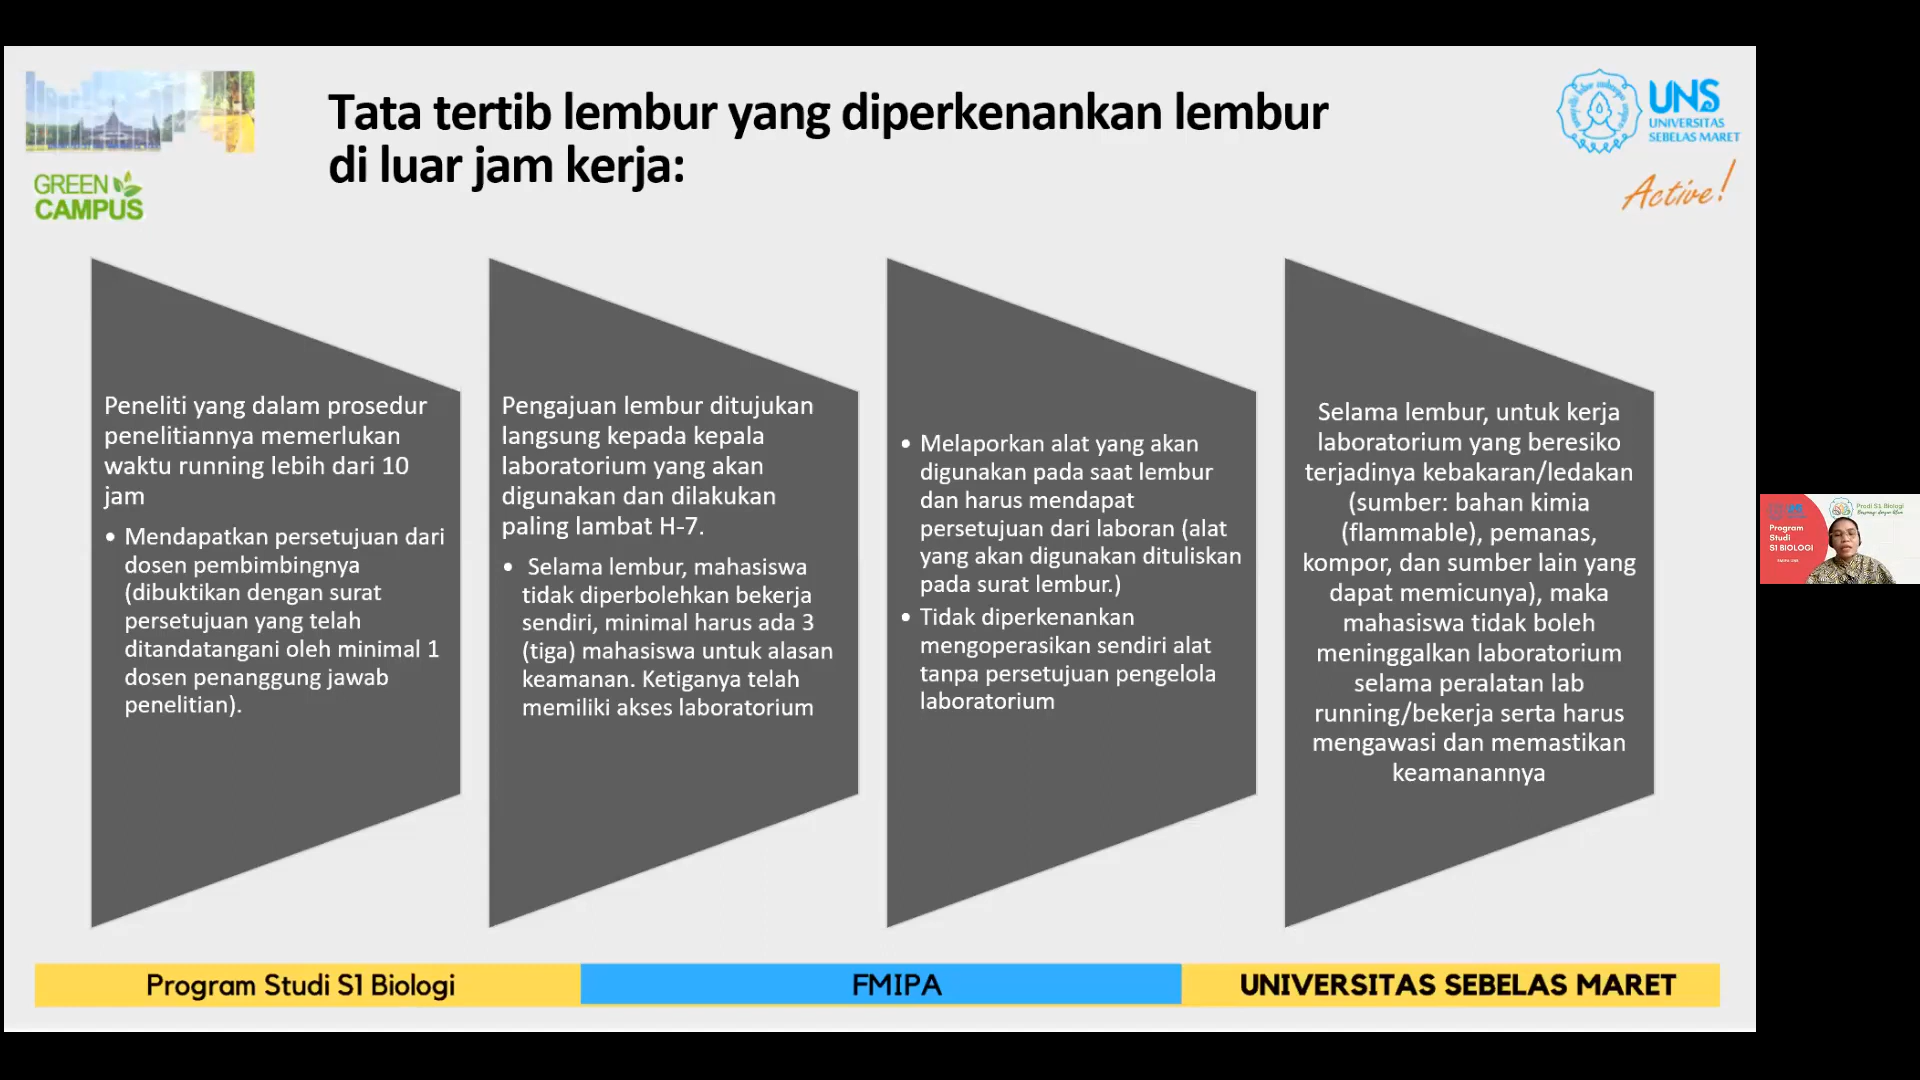 GREEN
CAMPUS
Tata tertib lembur yang diperkenankan lembur
di luar jam kerja:
UNS
UNIVERSITAS
SEBELAS MARET
Active!
Peneliti yang dalam prosedur
penelitiannya memerlukan
waktu running lebih dari 10
jam
• Mendapatkan persetujuan dari
dosen pembimbingnya
(dibuktikan dengan surat
persetujuan yang telah
ditandatangani oleh minimal 1
dosen penanggung jawab
penelitian).
Pengajuan lembur ditujukan
langsung kepada kepala
laboratorium yang akan
digunakan dan dilakukan
paling lambat H-7.
• Selama lembur, mahasiswa
tidak diperbolehkan bekerja
sendiri, minimal harus ada 3
(tiga) mahasiswa untuk alasan
keamanan. Ketiganya telah
memiliki akses laboratorium
• Melaporkan alat yang akan
digunakan pada saat lembur
dan harus mendapat
persetujuan dari laboran (alat
yang akan digunakan dituliskan
pada surat lembur.)
• Tidak diperkenankan
mengoperasikan sendiri alat
tanpa persetujuan pengelola
laboratorium
Selama lembur, untuk kerja
laboratorium yang beresiko
terjadinya kebakaran/ledakan
(sumber: bahan kimia
(flammable), pemanas,
kompor, dan sumber lain yang
dapat memicunya), maka
mahasiswa tidak boleh
meninggalkan laboratorium
selama peralatan lab
running/bekerja serta harus
mengawasi dan memastikan
keamanannya
Program Studi S1 Biologi
FMIPA
UNIVERSITAS SEBELAS MARET
Prodi S1 Biologi
Program
Studi
S1 BIOLOGI